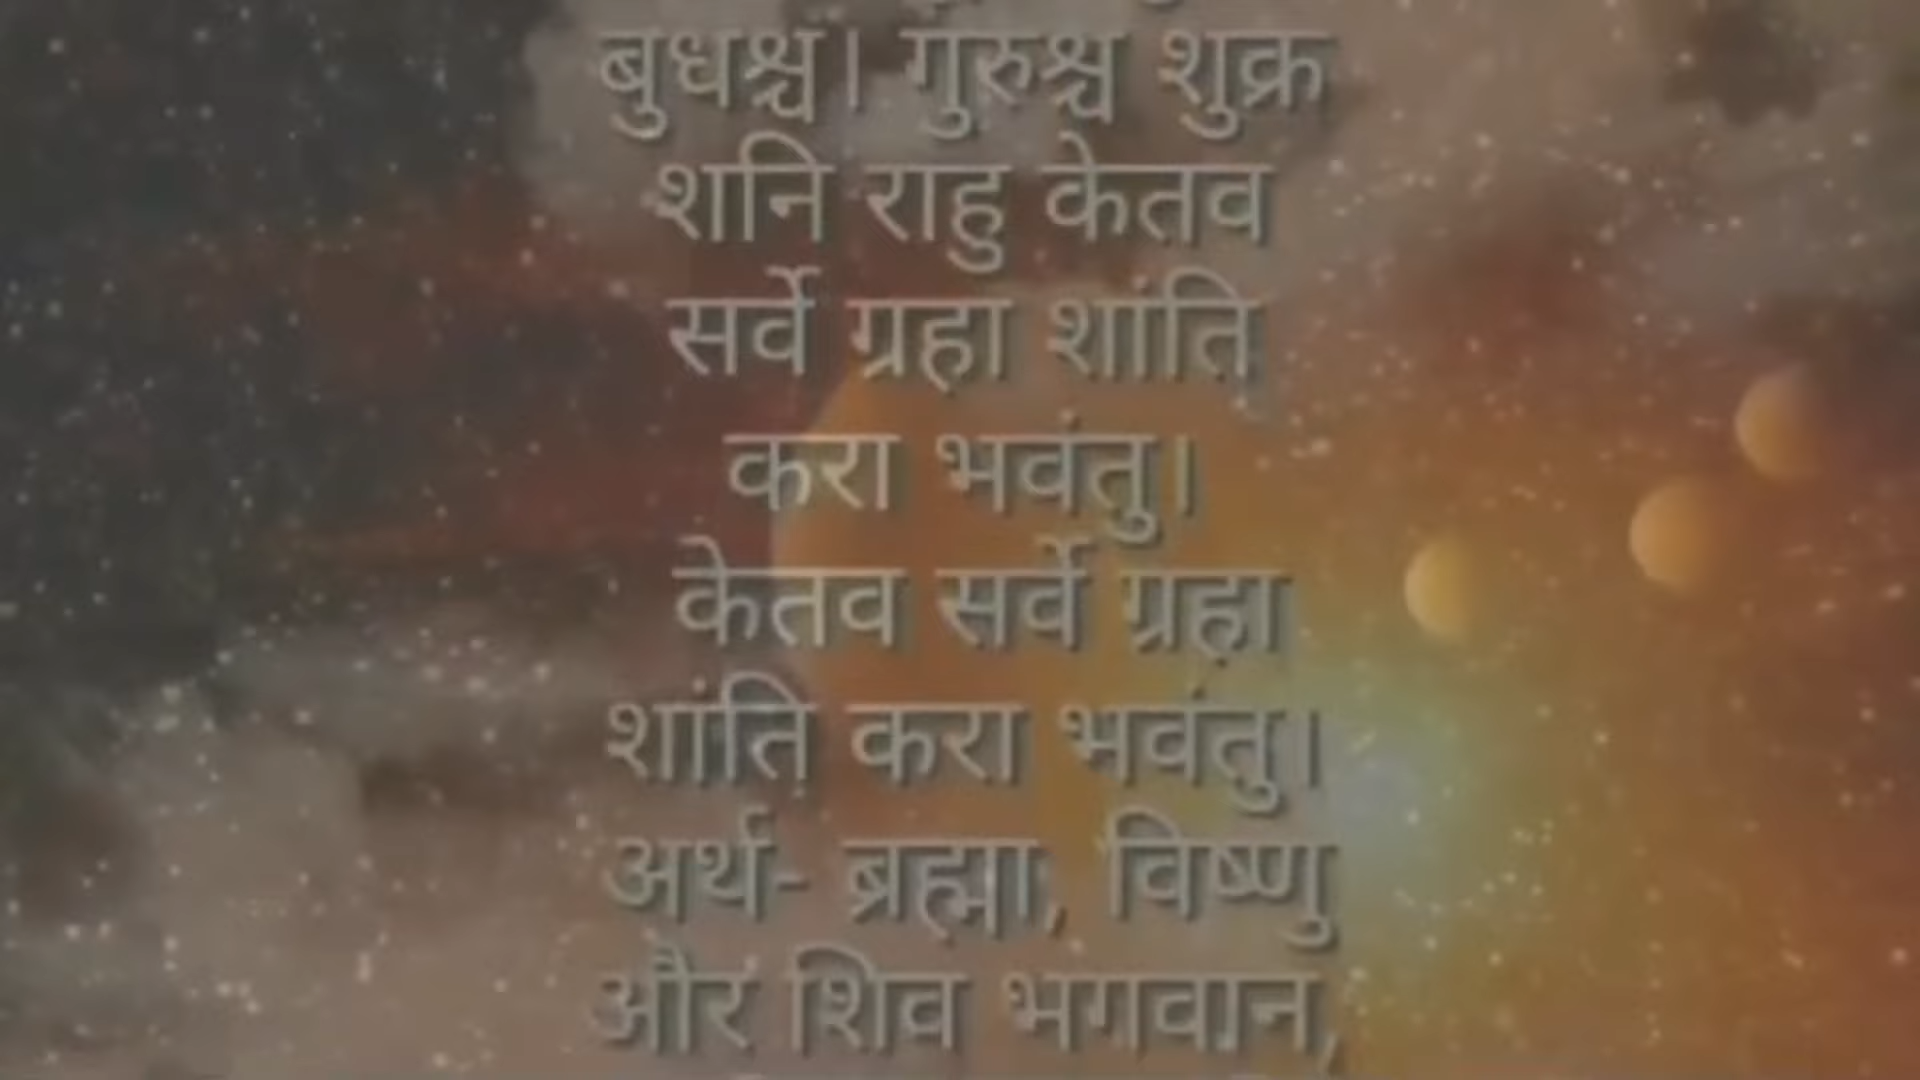 बुधश्च। गुरुश्च शुक्र
शनि राहु केतव
सर्वे ग्रहा शांति
करा भवंतु।
केतव सर्वे ग्रहा
शांति करा भवंतु।
अर्थ- ब्रह्मा, विष्णु
और शिव भगवान,